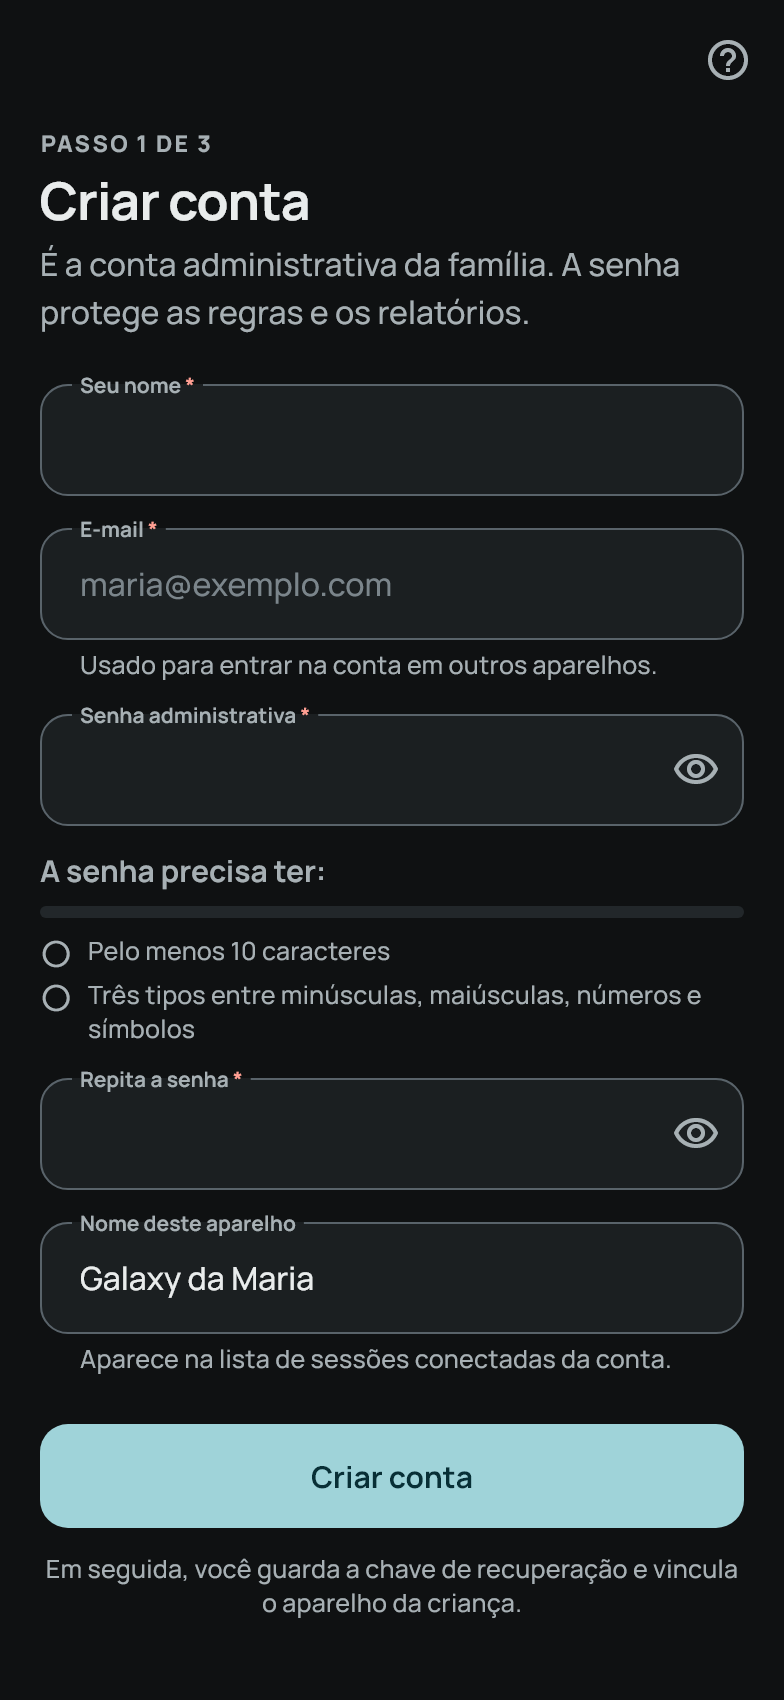 PASSO 1 DE 3
Criar conta
É a conta administrativa da família. A senha
protege as regras e os relatórios.
Seu nome *
E-mail *
maria@exemplo.com
Usado para entrar na conta em outros aparelhos.
Senha administrativa *
A senha precisa ter:
Pelo menos 10 caracteres
Três tipos entre minúsculas, maiúsculas, números e
símbolos
Repita a senha *
Nome deste aparelho
Galaxy da Maria
Aparece na lista de sessões conectadas da conta.
Criar conta
Em seguida, você guarda a chave de recuperação e vincula
o aparelho da criança.